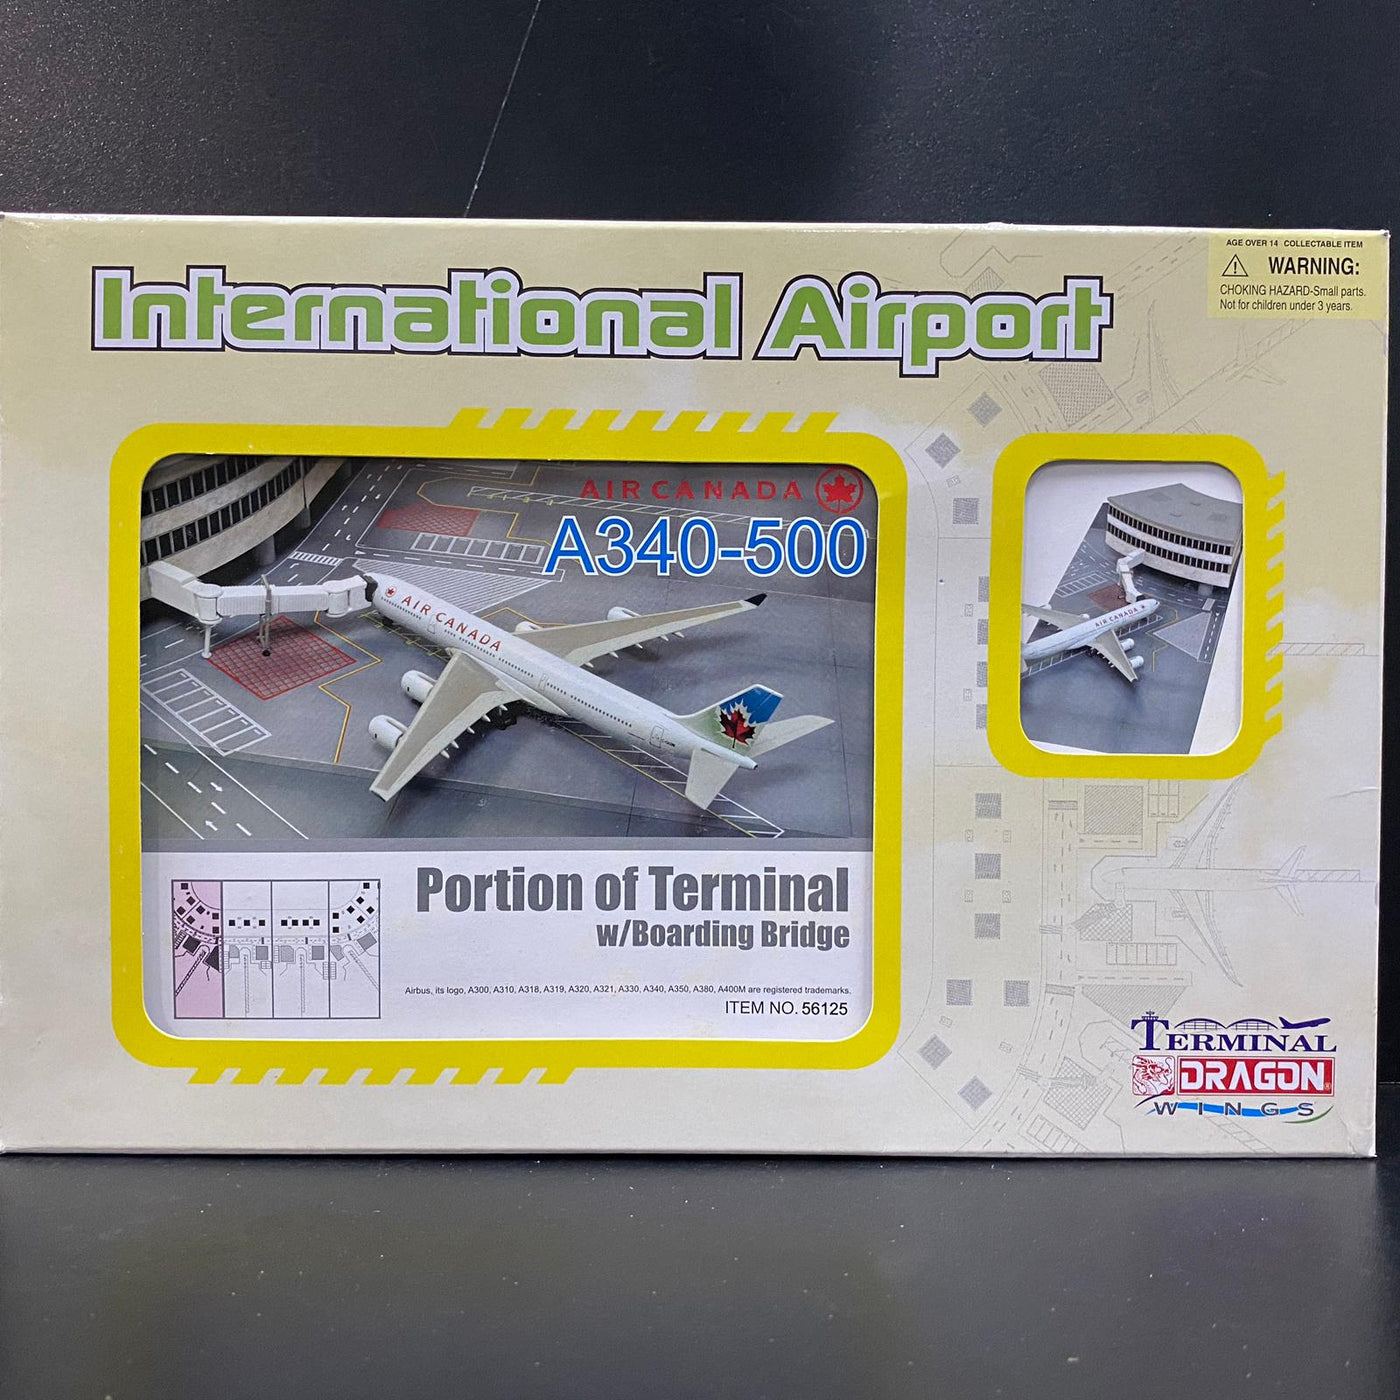 International Airport
AGE OVER 14 COLLECTABLE ITEM
WARNING:
CHOKING HAZARD-Small parts.
Not for children under 3 years.
AIR CANADA
A340-500
AIR CANADA
AIR CANADA
Portion of Terminal
w/Boarding Bridge
Airbus, its logo, A300, A310, A318, A319, A320, A321, A330, A340, A350, A380, A400M are registered trademarks.
ITEM NO. 56125
TERMINAL
DRAGON
WINGS